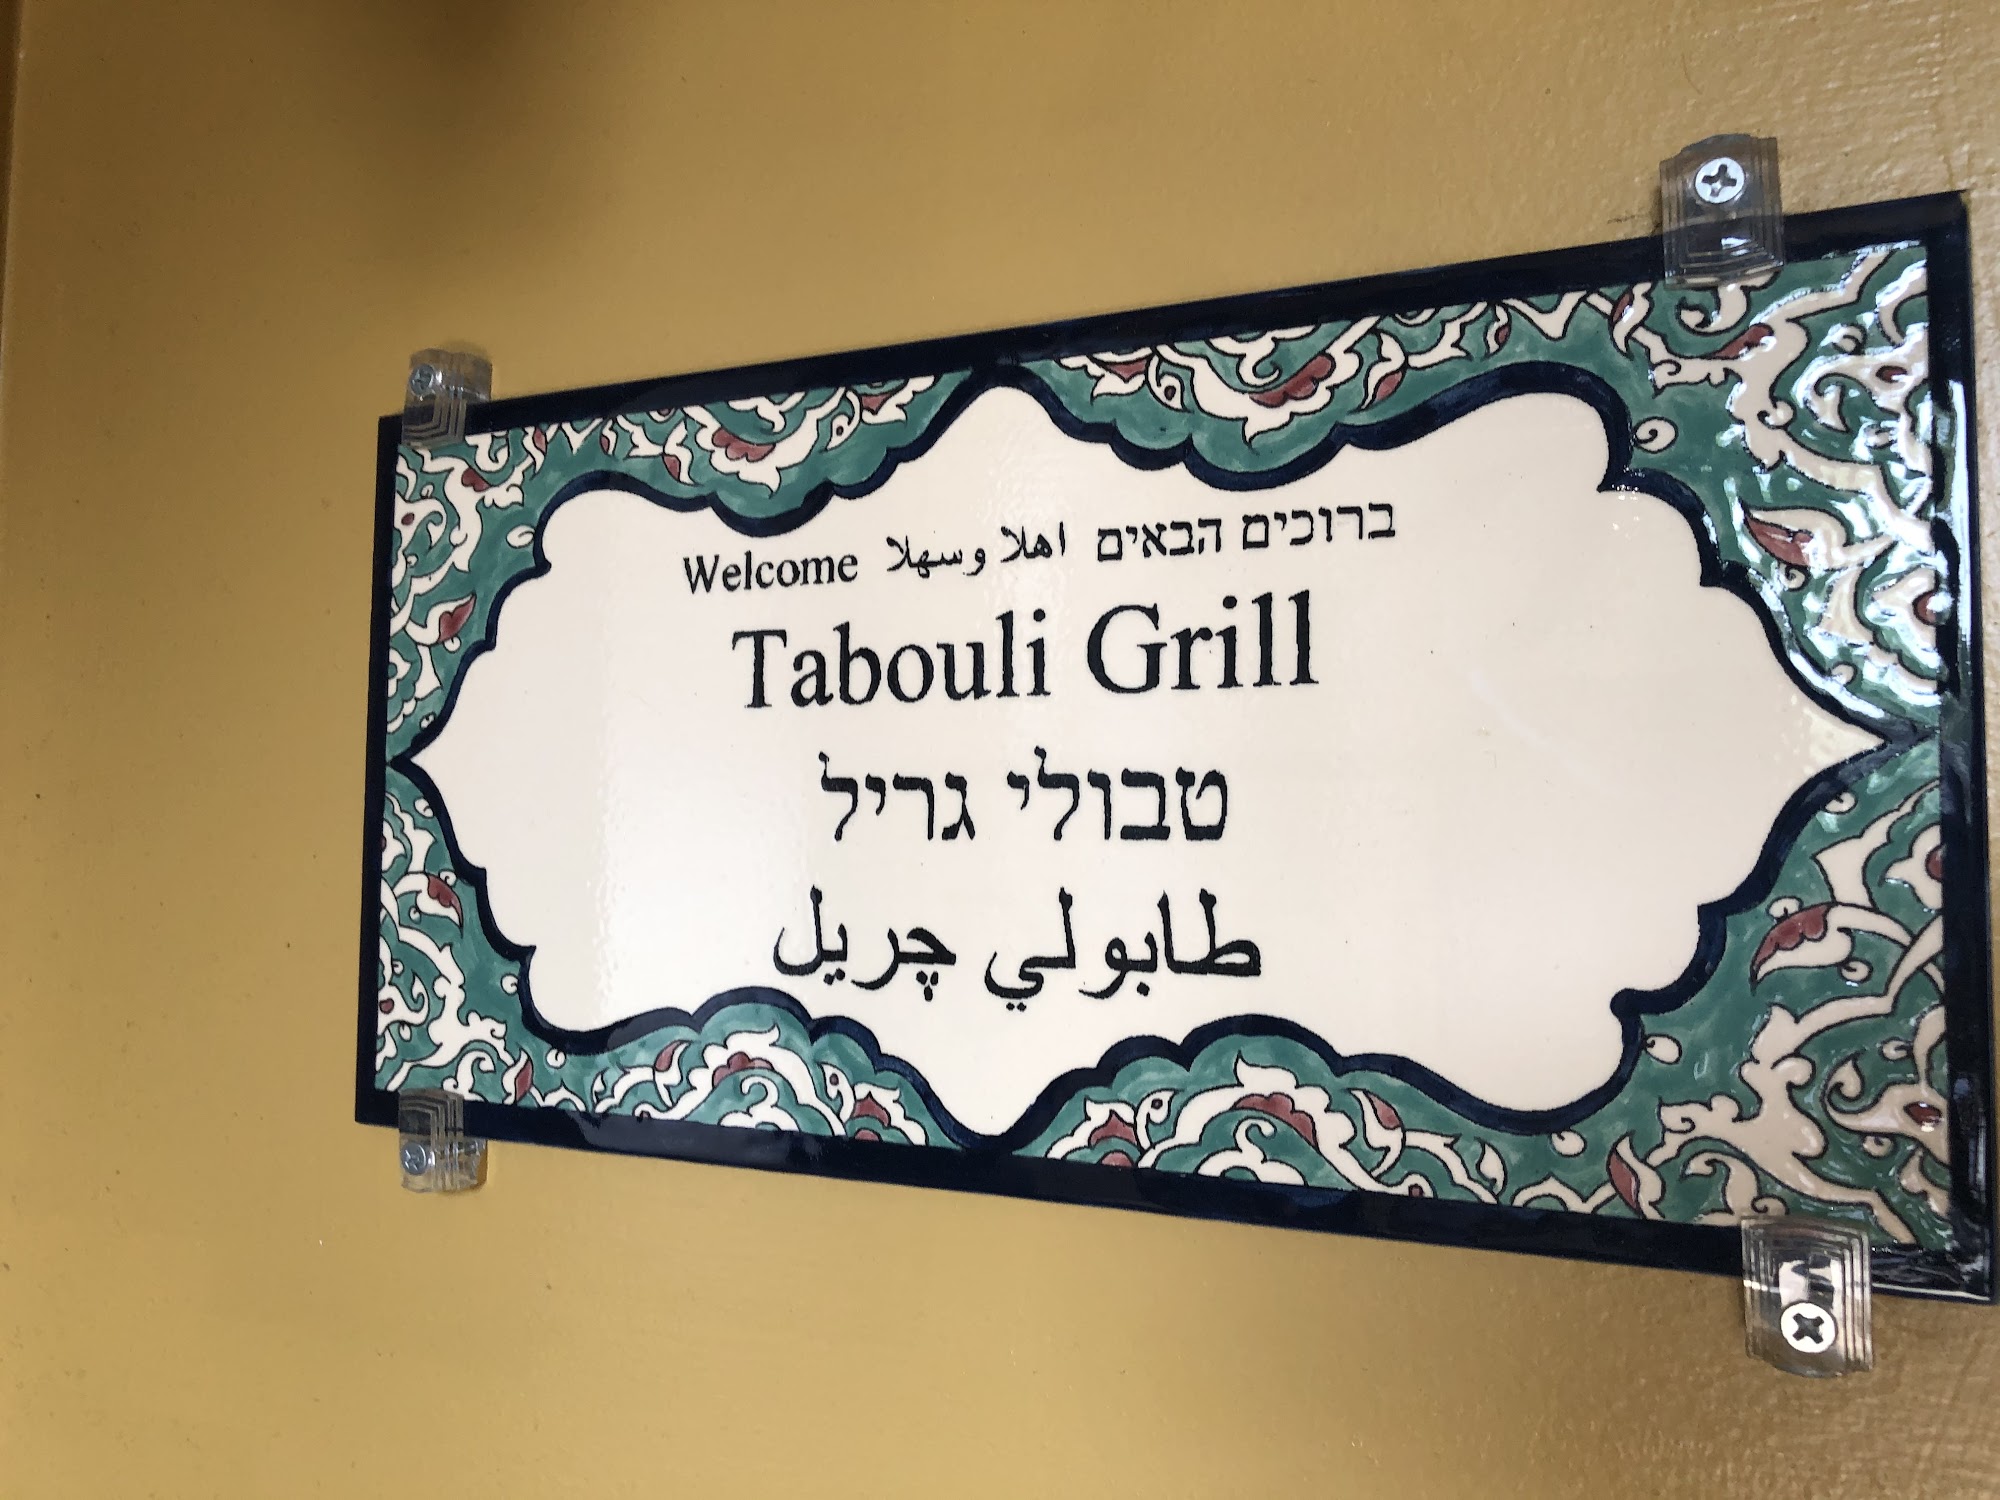 Welcome اهلا وسهلا ברוכים הבאים
Tabouli Grill
טבולי גריל
طابولي چريل